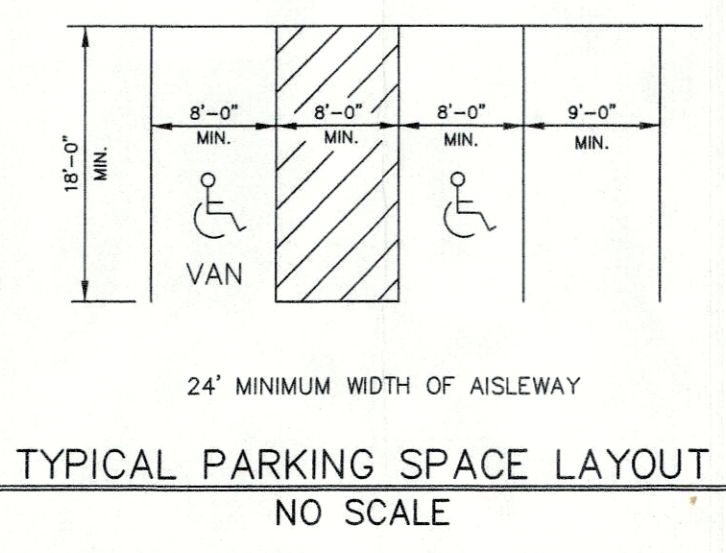 8'-0" 8'-0" 8'-0" 9'-0"
MIN. MIN. MIN. MIN.
18'-0"
MIN.
VAN
24' MINIMUM WIDTH OF AISLEWAY
TYPICAL PARKING SPACE LAYOUT
NO SCALE